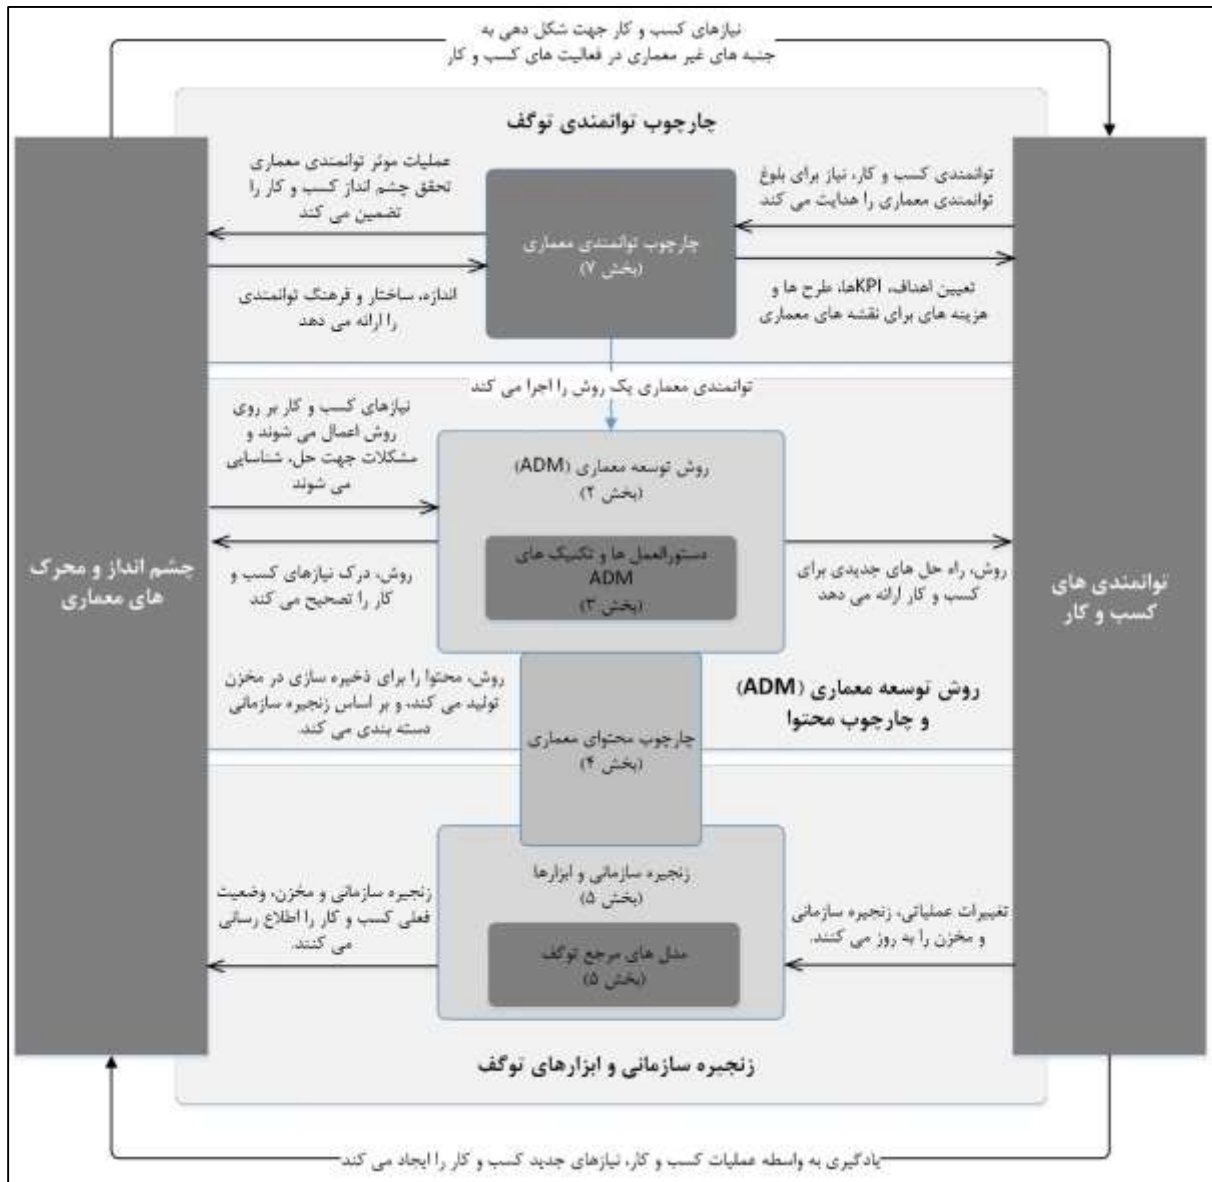 نیازهای کسب و کار جهت شکل دهی به
جنبه های غیر معماری در فعالیت های کسب و کار
چارچوب توانمندی توگف
توانمندی کسب و کار، نیاز برای بلوغ
توانمندی معماری را هدایت می کند
چارچوب توانمندی معماری
(بخش ۷)
عملیات موثر توانمندی معماری
تحقق چشم انداز کسب و کار را
تضمین می کند
تعیین اهداف، KPIها، طرح ها و
هزینه های برای نقشه های معماری
اندازه، ساختار و فرهنگ توانمندی
را ارائه می دهد
توانمندی معماری یک روش را اجرا می کند
نیازهای کسب و کار بر روی
روش اعمال می شوند و
مشکلات جهت حل، شناسایی
می شوند
روش توسعه معماری (ADM)
(بخش ۲)
دستورالعمل ها و تکنیک های
ADM
(بخش ۳)
توانمندی های
کسب و کار
چشم انداز و محرک
های معماری
روش، راه حل های جدیدی برای
کسب و کار ارائه می دهد
روش، درک نیازهای کسب و
کار را تصحیح می کند
روش توسعه معماری (ADM)
و چارچوب محتوا
روش، محتوا را برای ذخیره سازی در مخزن
تولید می کند، و بر اساس زنجیره سازمانی
دسته بندی می کند.
چارچوب محتوای معماری
(بخش ۴)
زنجیره سازمانی و ابزارها
(بخش ۵)
مدل های مرجع توگف
(بخش ۵)
تغییرات عملیاتی، زنجیره سازمانی
و مخزن را به روز می کنند.
زنجیره سازمانی و مخزن، وضعیت
فعلی کسب و کار را اطلاع رسانی
می کنند.
زنجیره سازمانی و ابزارهای توگف
یادگیری به واسطه عملیات کسب و کار، نیازهای جدید کسب و کار را ایجاد می کند